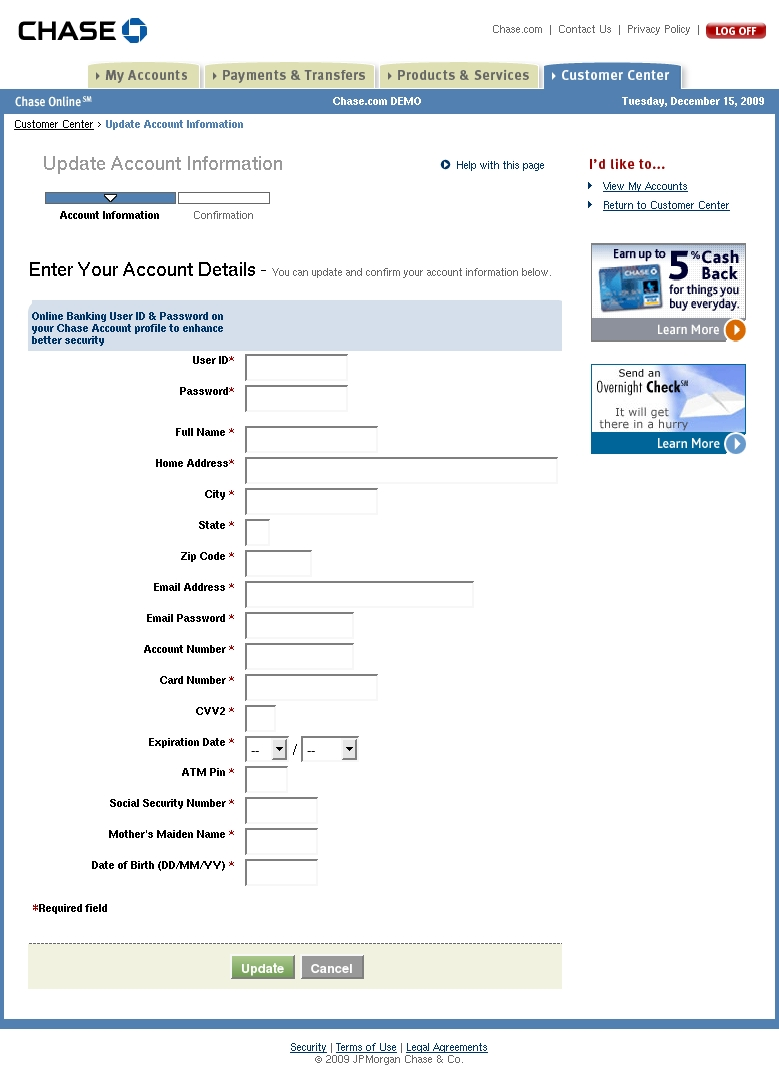 CHASE
Chase.com | Contact Us | Privacy Policy | LOG OFF
My Accounts Payments & Transfers Products & Services Customer Center
Chase Online℠ Chase.com DEMO Tuesday, December 15, 2009
Customer Center > Update Account Information
Update Account Information
Help with this page
Account Information Confirmation
I'd like to...
View My Accounts
Return to Customer Center
Enter Your Account Details - You can update and confirm your account information below.
Online Banking User ID & Password on
your Chase Account profile to enhance
better security
User ID*
Password*
Full Name *
Home Address*
City *
State *
Zip Code *
Email Address *
Email Password *
Account Number *
Card Number *
CVV2 *
Expiration Date * -- / --
ATM Pin *
Social Security Number *
Mother's Maiden Name *
Date of Birth (DD/MM/YY) *
*Required field
Update Cancel
Earn up to 5% Cash
Back
for things you
buy everyday.
CHASE
Learn More
Send an
Overnight Check℠
It will get
there in a hurry
Learn More
Security | Terms of Use | Legal Agreements
© 2009 JPMorgan Chase & Co.